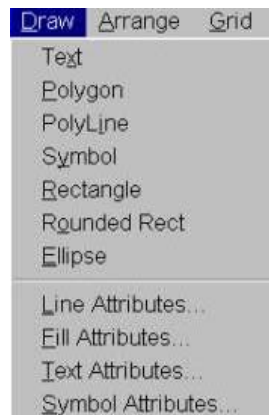 Draw Arrange Grid
Text
Polygon
PolyLine
Symbol
Rectangle
Rounded Rect
Ellipse
Line Attributes...
Fill Attributes...
Text Attributes...
Symbol Attributes...